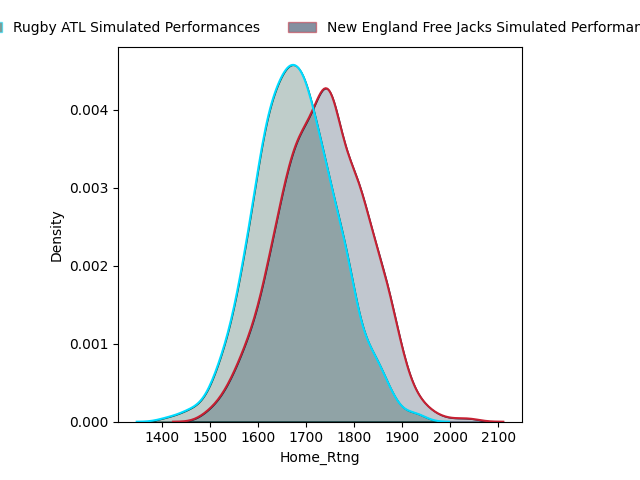 Rugby ATL Simulated Performances
New England Free Jacks Simulated
0.004
0.003
0.002
0.001
0.000
Density
1400 1500 1600 1700 1800 1900 2000 2100
Home_Rtng